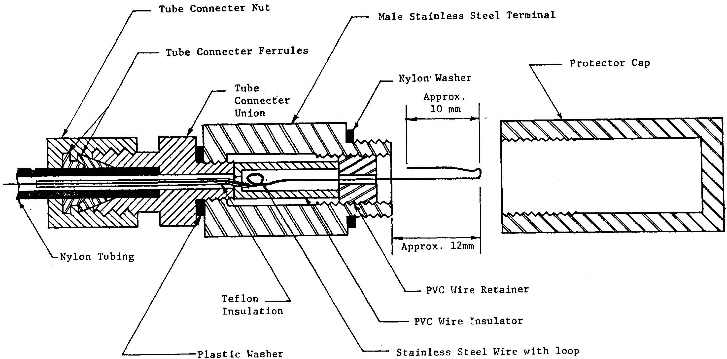 Tube Connecter Nut
Male Stainless Steel Terminal
Tube Connecter Ferrules
Protector Cap
Nylon Washer
Tube
Connecter
Union
Approx.
10 mm
Approx. 12mm
Nylon Tubing
PVC Wire Retainer
Teflon
Insulation
PVC Wire Insulator
Plastic Washer
Stainless Steel Wire with loop